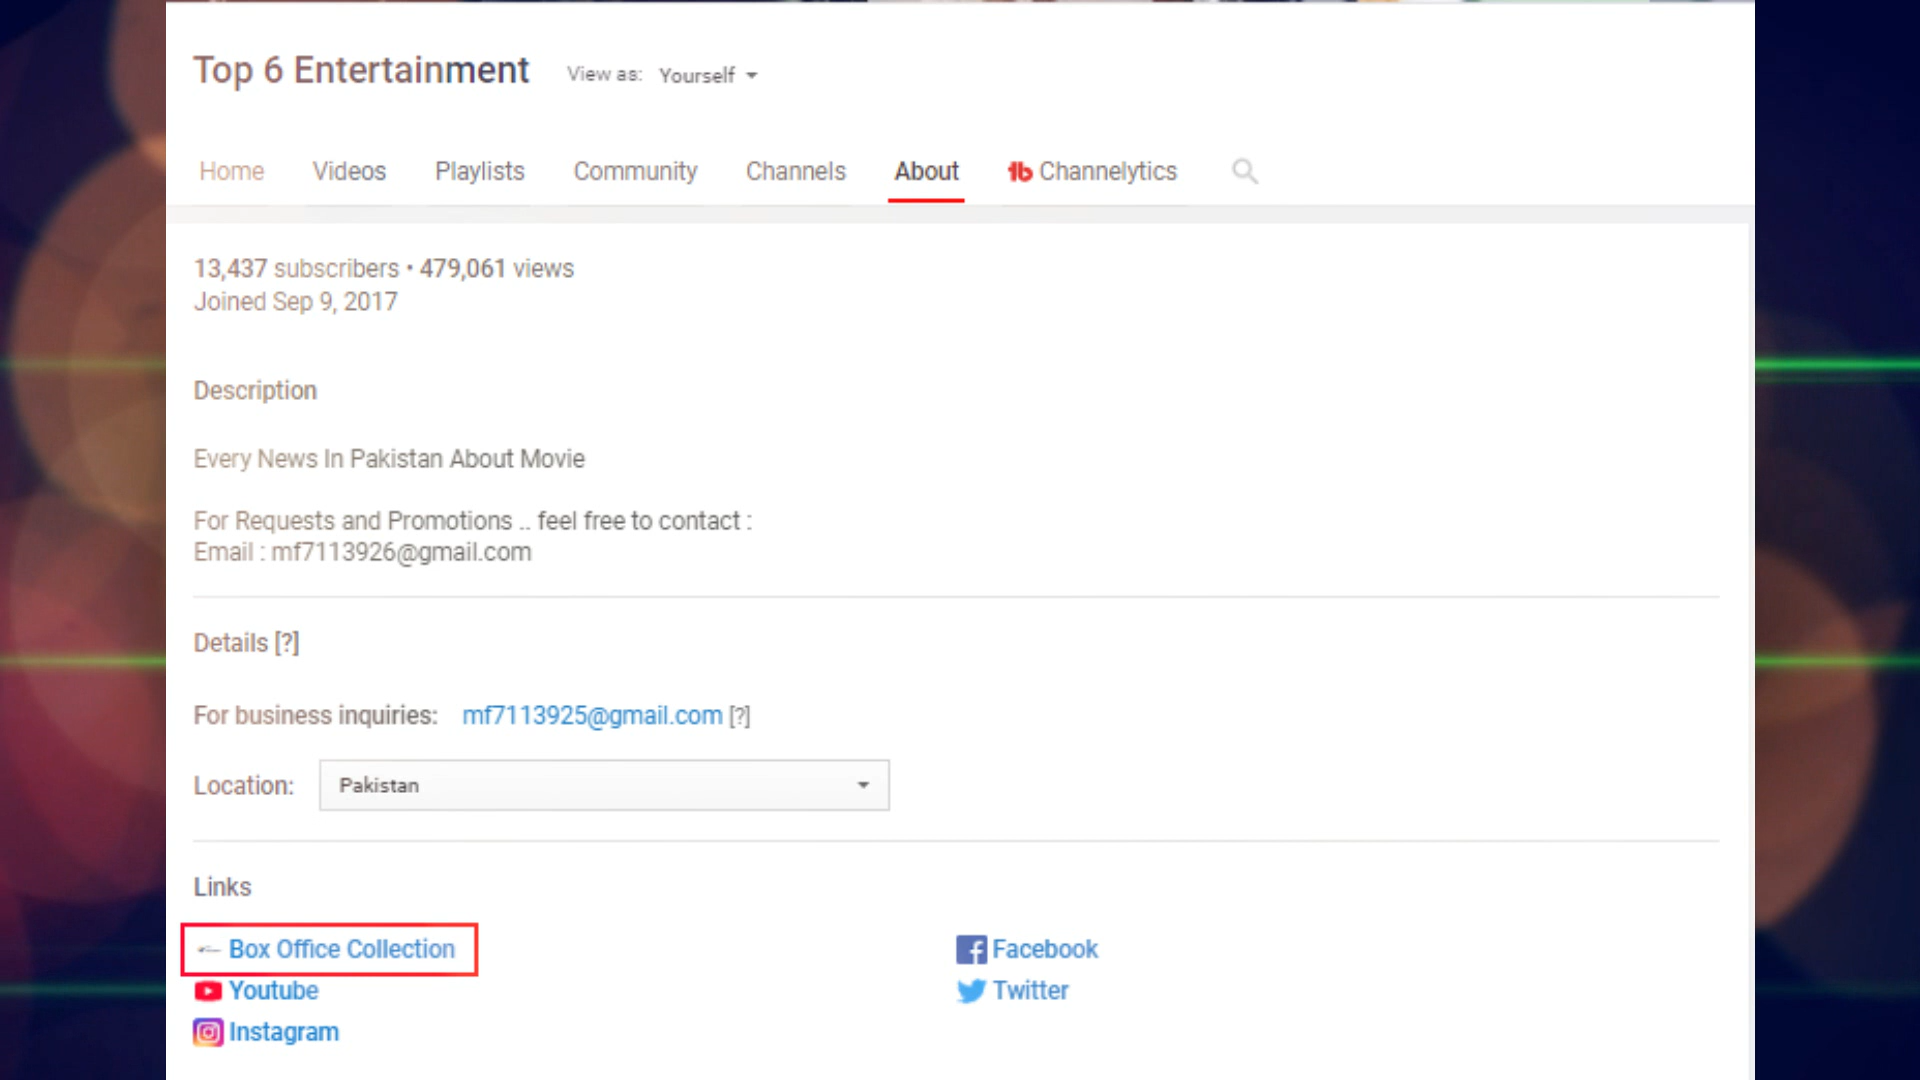 Top 6 Entertainment View as: Yourself
Home Videos Playlists Community Channels About Channelytics
13,437 subscribers • 479,061 views
Joined Sep 9, 2017
Description
Every News In Pakistan About Movie
For Requests and Promotions .. feel free to contact :
Email : mf7113926@gmail.com
Details [?]
For business inquiries: mf7113925@gmail.com [?]
Location: Pakistan
Links
Box Office Collection Facebook
Youtube Twitter
Instagram